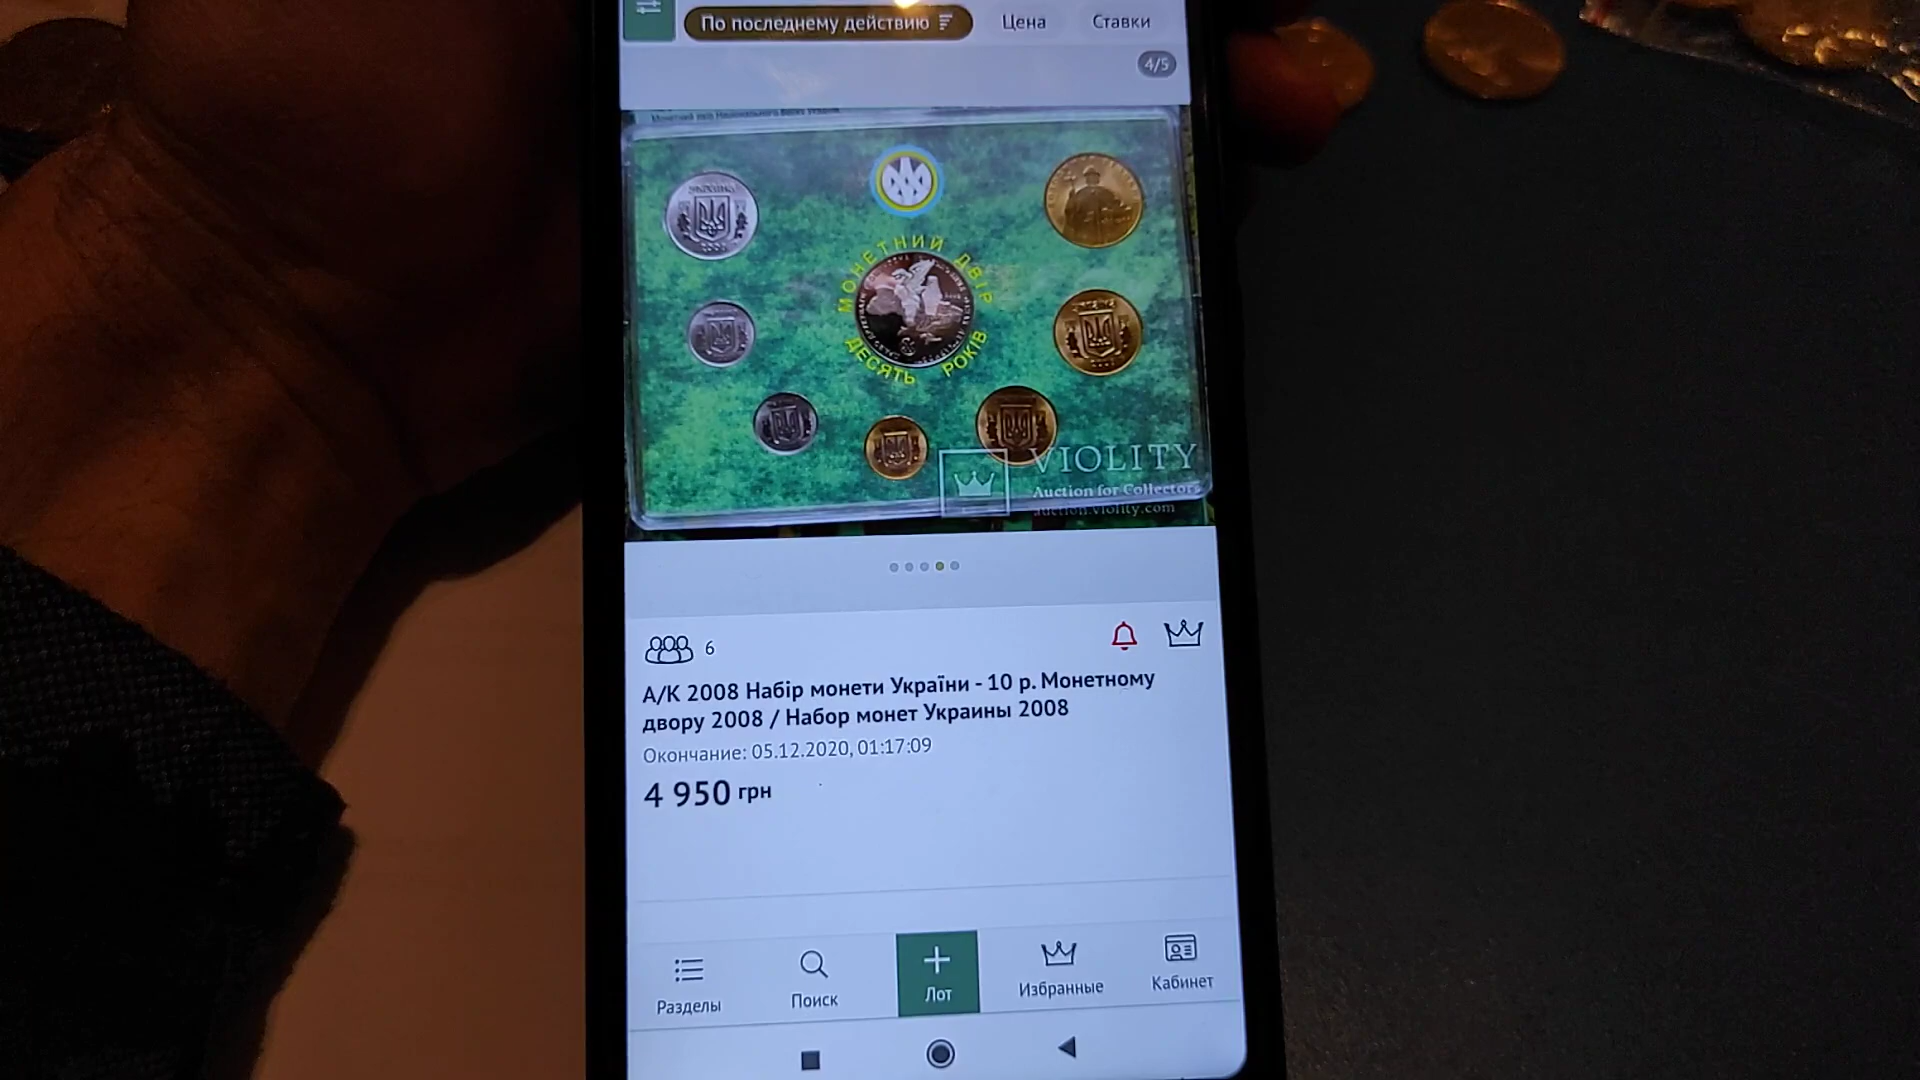 По последнему действию
Цена
Ставки
4/5
МОНЕТНИЙ ДВІР
ДЕСЯТЬ РОКІВ
VIOLITY
Auction for Collectors
auction.violity.com
6
А/К 2008 Набір монети України - 10 р. Монетному
двору 2008 / Набор монет Украины 2008
Окончание: 05.12.2020, 01:17:09
4 950 грн
Разделы
Поиск
Лот
Избранные
Кабинет